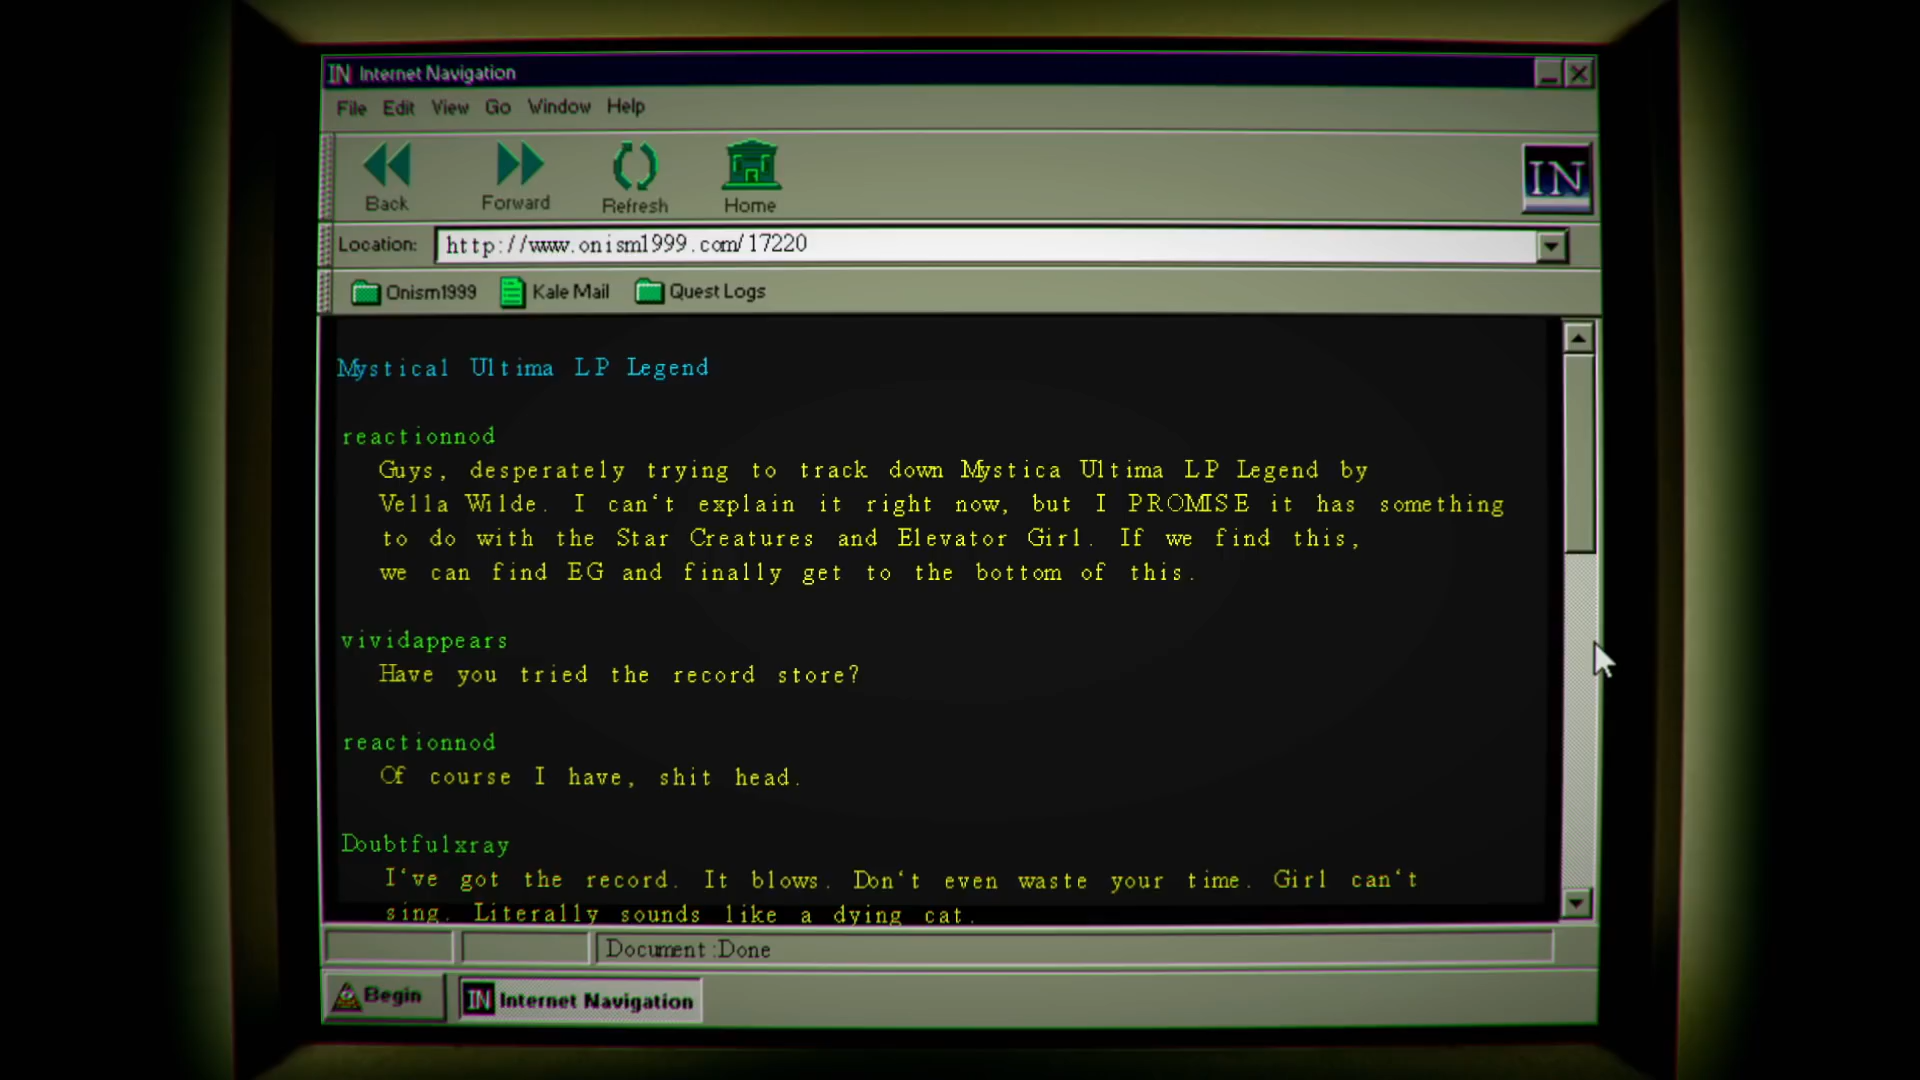 IN Internet Navigation
File Edit View Go Window Help
Back Forward Refresh Home
IN
Location: http://www.onism1999.com/17220
Onism1999 Kale Mail Quest Logs
Mystical Ultima LP Legend
reactionnod
Guys, desperately trying to track down Mystica Ultima LP Legend by
Vella Wilde. I can't explain it right now, but I PROMISE it has something
to do with the Star Creatures and Elevator Girl. If we find this,
we can find EG and finally get to the bottom of this.
vividappears
Have you tried the record store?
reactionnod
Of course I have, shit head.
Doubtfulxray
I've got the record. It blows. Don't even waste your time. Girl can't
sing. Literally sounds like a dying cat.
Document :Done
Begin IN Internet Navigation